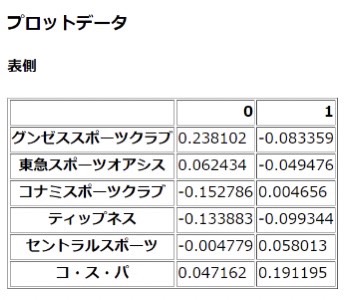 プロットデータ
表側
0 1
グンゼスポーツクラブ 0.238102 -0.083359
東急スポーツオアシス 0.062434 -0.049476
コナミスポーツクラブ -0.152786 0.004656
ティップネス -0.133883 -0.099344
セントラルスポーツ -0.004779 0.058013
コ・ス・パ 0.047162 0.191195